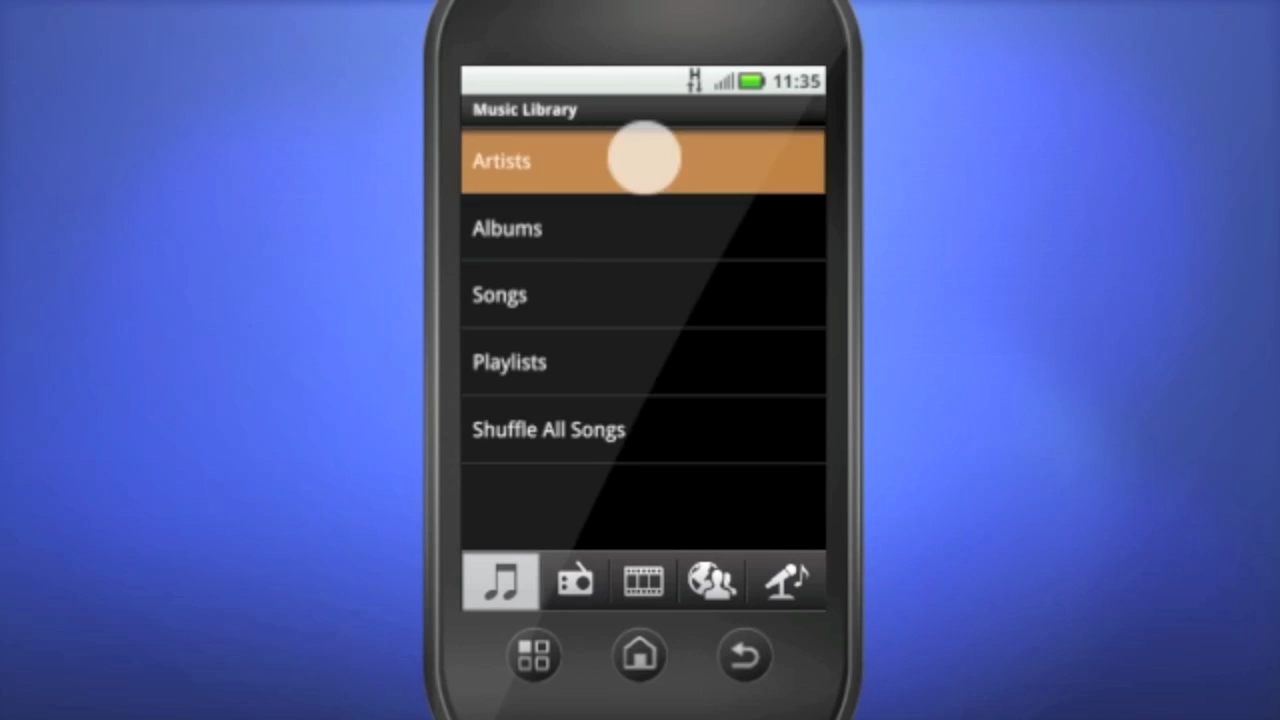 H 11:35
Music Library
Artists
Albums
Songs
Playlists
Shuffle All Songs